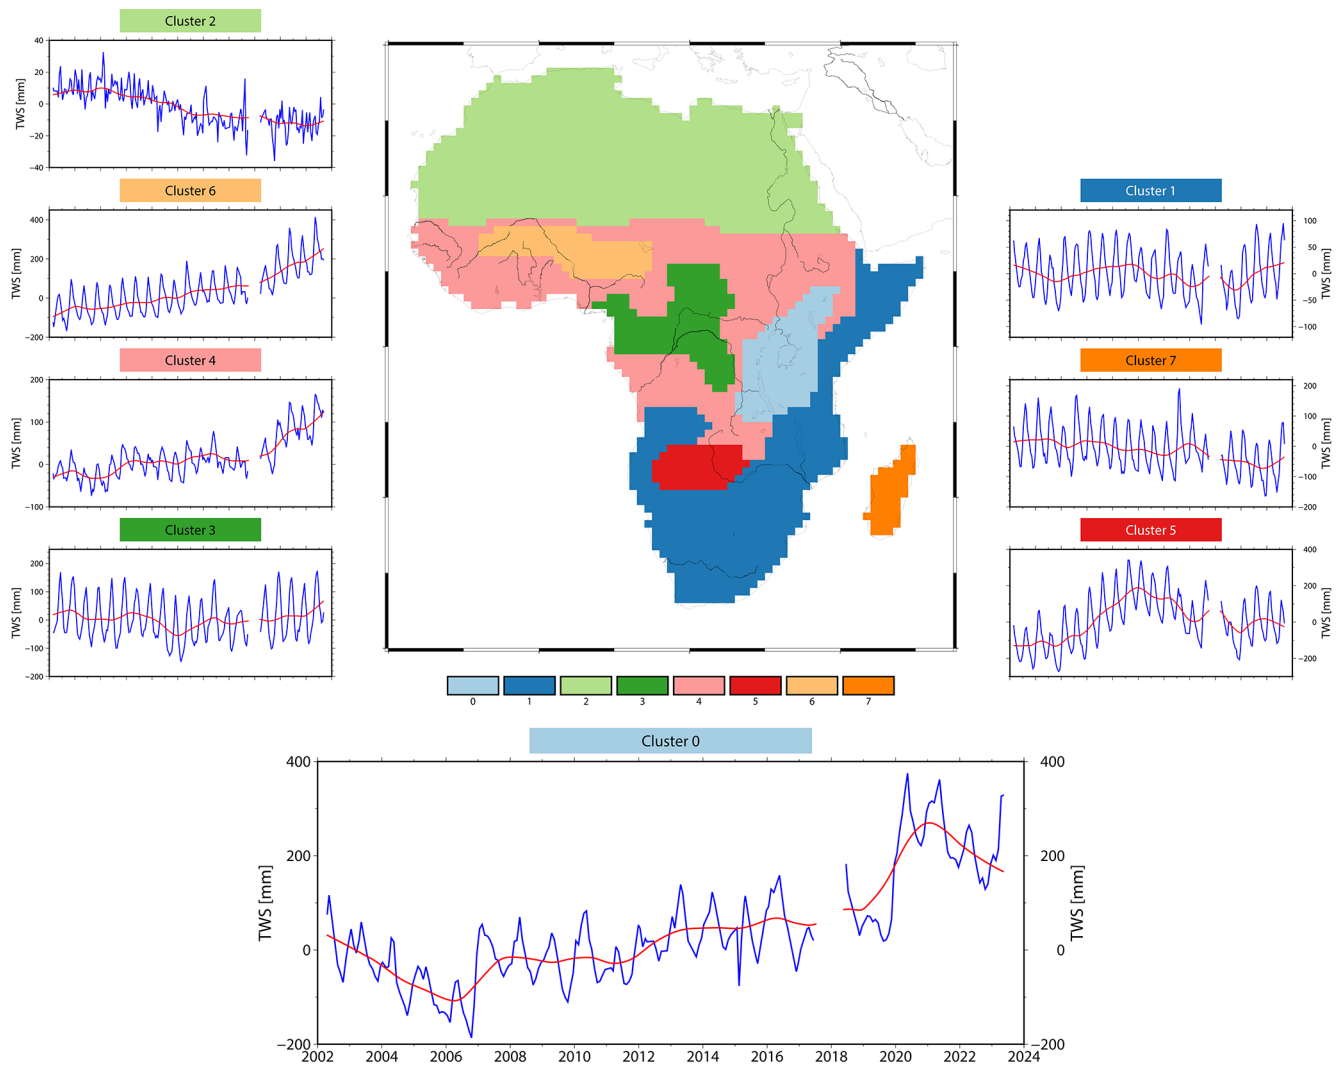 Cluster 2
40
20
0
−20
−40
TWS [mm]
Cluster 6
400
200
0
−200
TWS [mm]
Cluster 4
200
100
0
−100
TWS [mm]
Cluster 3
200
100
0
−100
−200
TWS [mm]
Cluster 1
100
50
0
−50
−100
TWS [mm]
Cluster 7
200
100
0
−100
−200
TWS [mm]
Cluster 5
400
200
0
−200
TWS [mm]
0 1 2 3 4 5 6 7
Cluster 0
400 400
200 200
0 0
−200 −200
TWS [mm] TWS [mm]
2002 2004 2006 2008 2010 2012 2014 2016 2018 2020 2022 2024